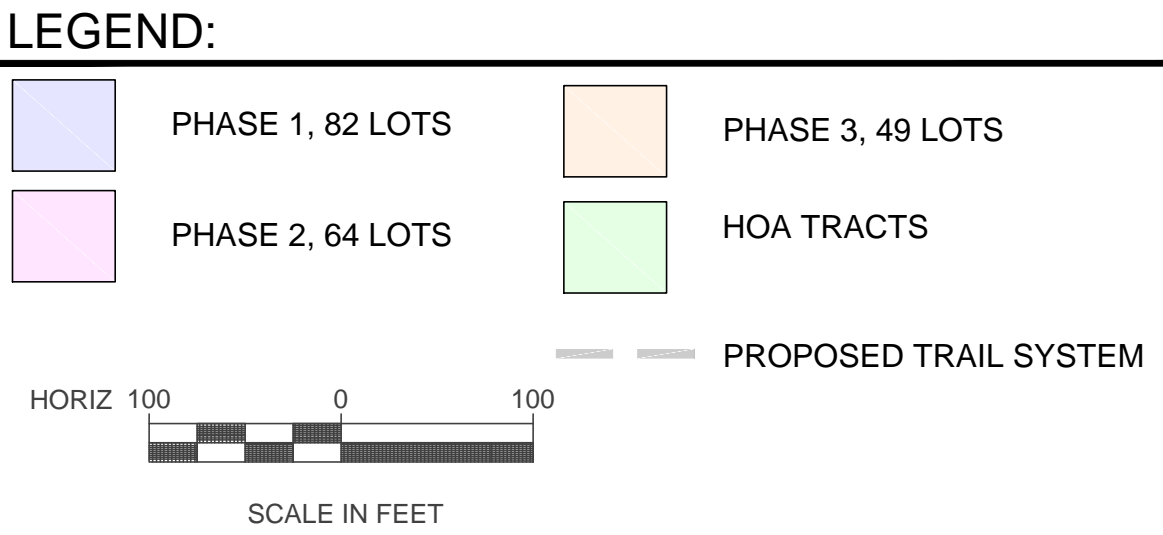 LEGEND:
PHASE 1, 82 LOTS
PHASE 2, 64 LOTS
PHASE 3, 49 LOTS
HOA TRACTS
PROPOSED TRAIL SYSTEM
HORIZ 100 0 100
SCALE IN FEET